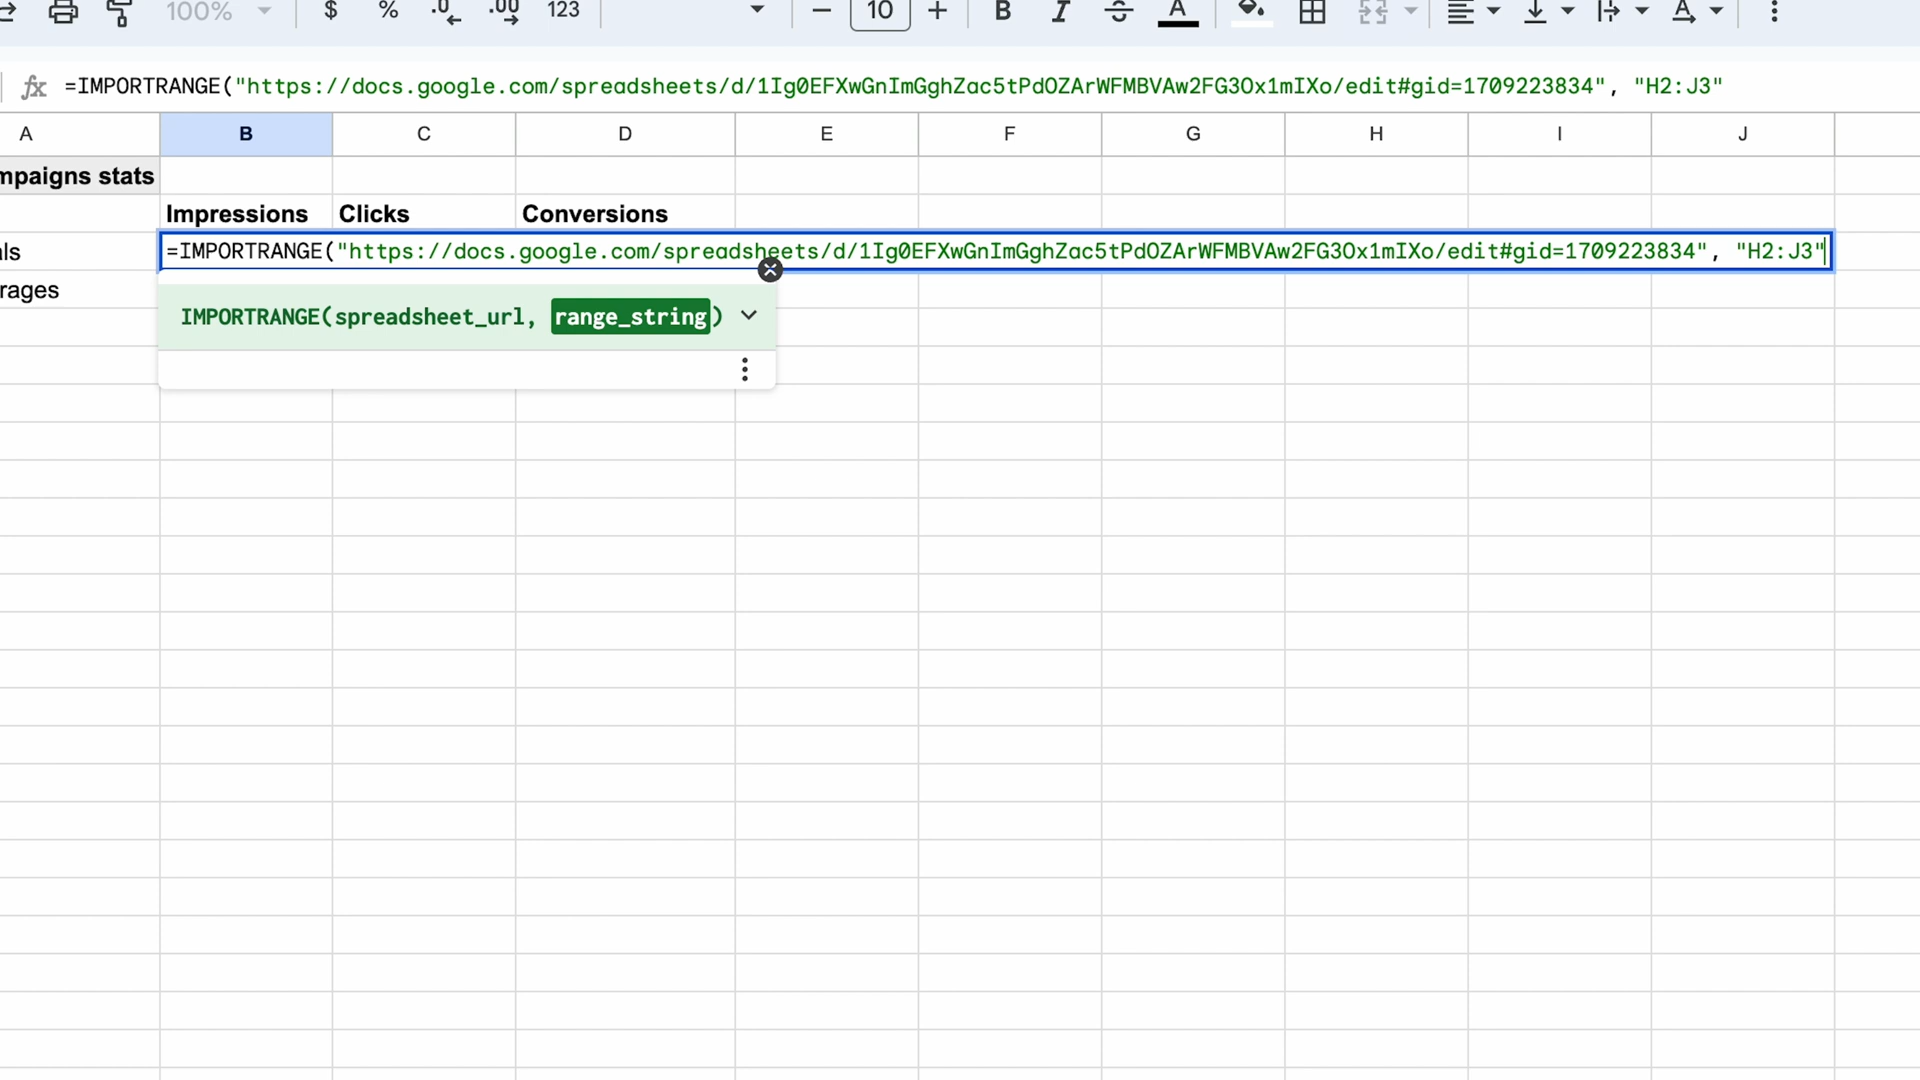 100% $ % .0 .00 123 10 B I A A
fx =IMPORTRANGE("https://docs.google.com/spreadsheets/d/1Ig0EFXwGnImGghZac5tPdOZArWFMBVAw2FG3Ox1mIXo/edit#gid=1709223834", "H2:J3"
A B C D E F G H I J
mpaigns stats
Impressions Clicks Conversions
ls =IMPORTRANGE("https://docs.google.com/spreadsheets/d/1Ig0EFXwGnImGghZac5tPdOZArWFMBVAw2FG3Ox1mIXo/edit#gid=1709223834", "H2:J3"
rages
IMPORTRANGE(spreadsheet_url, range_string)